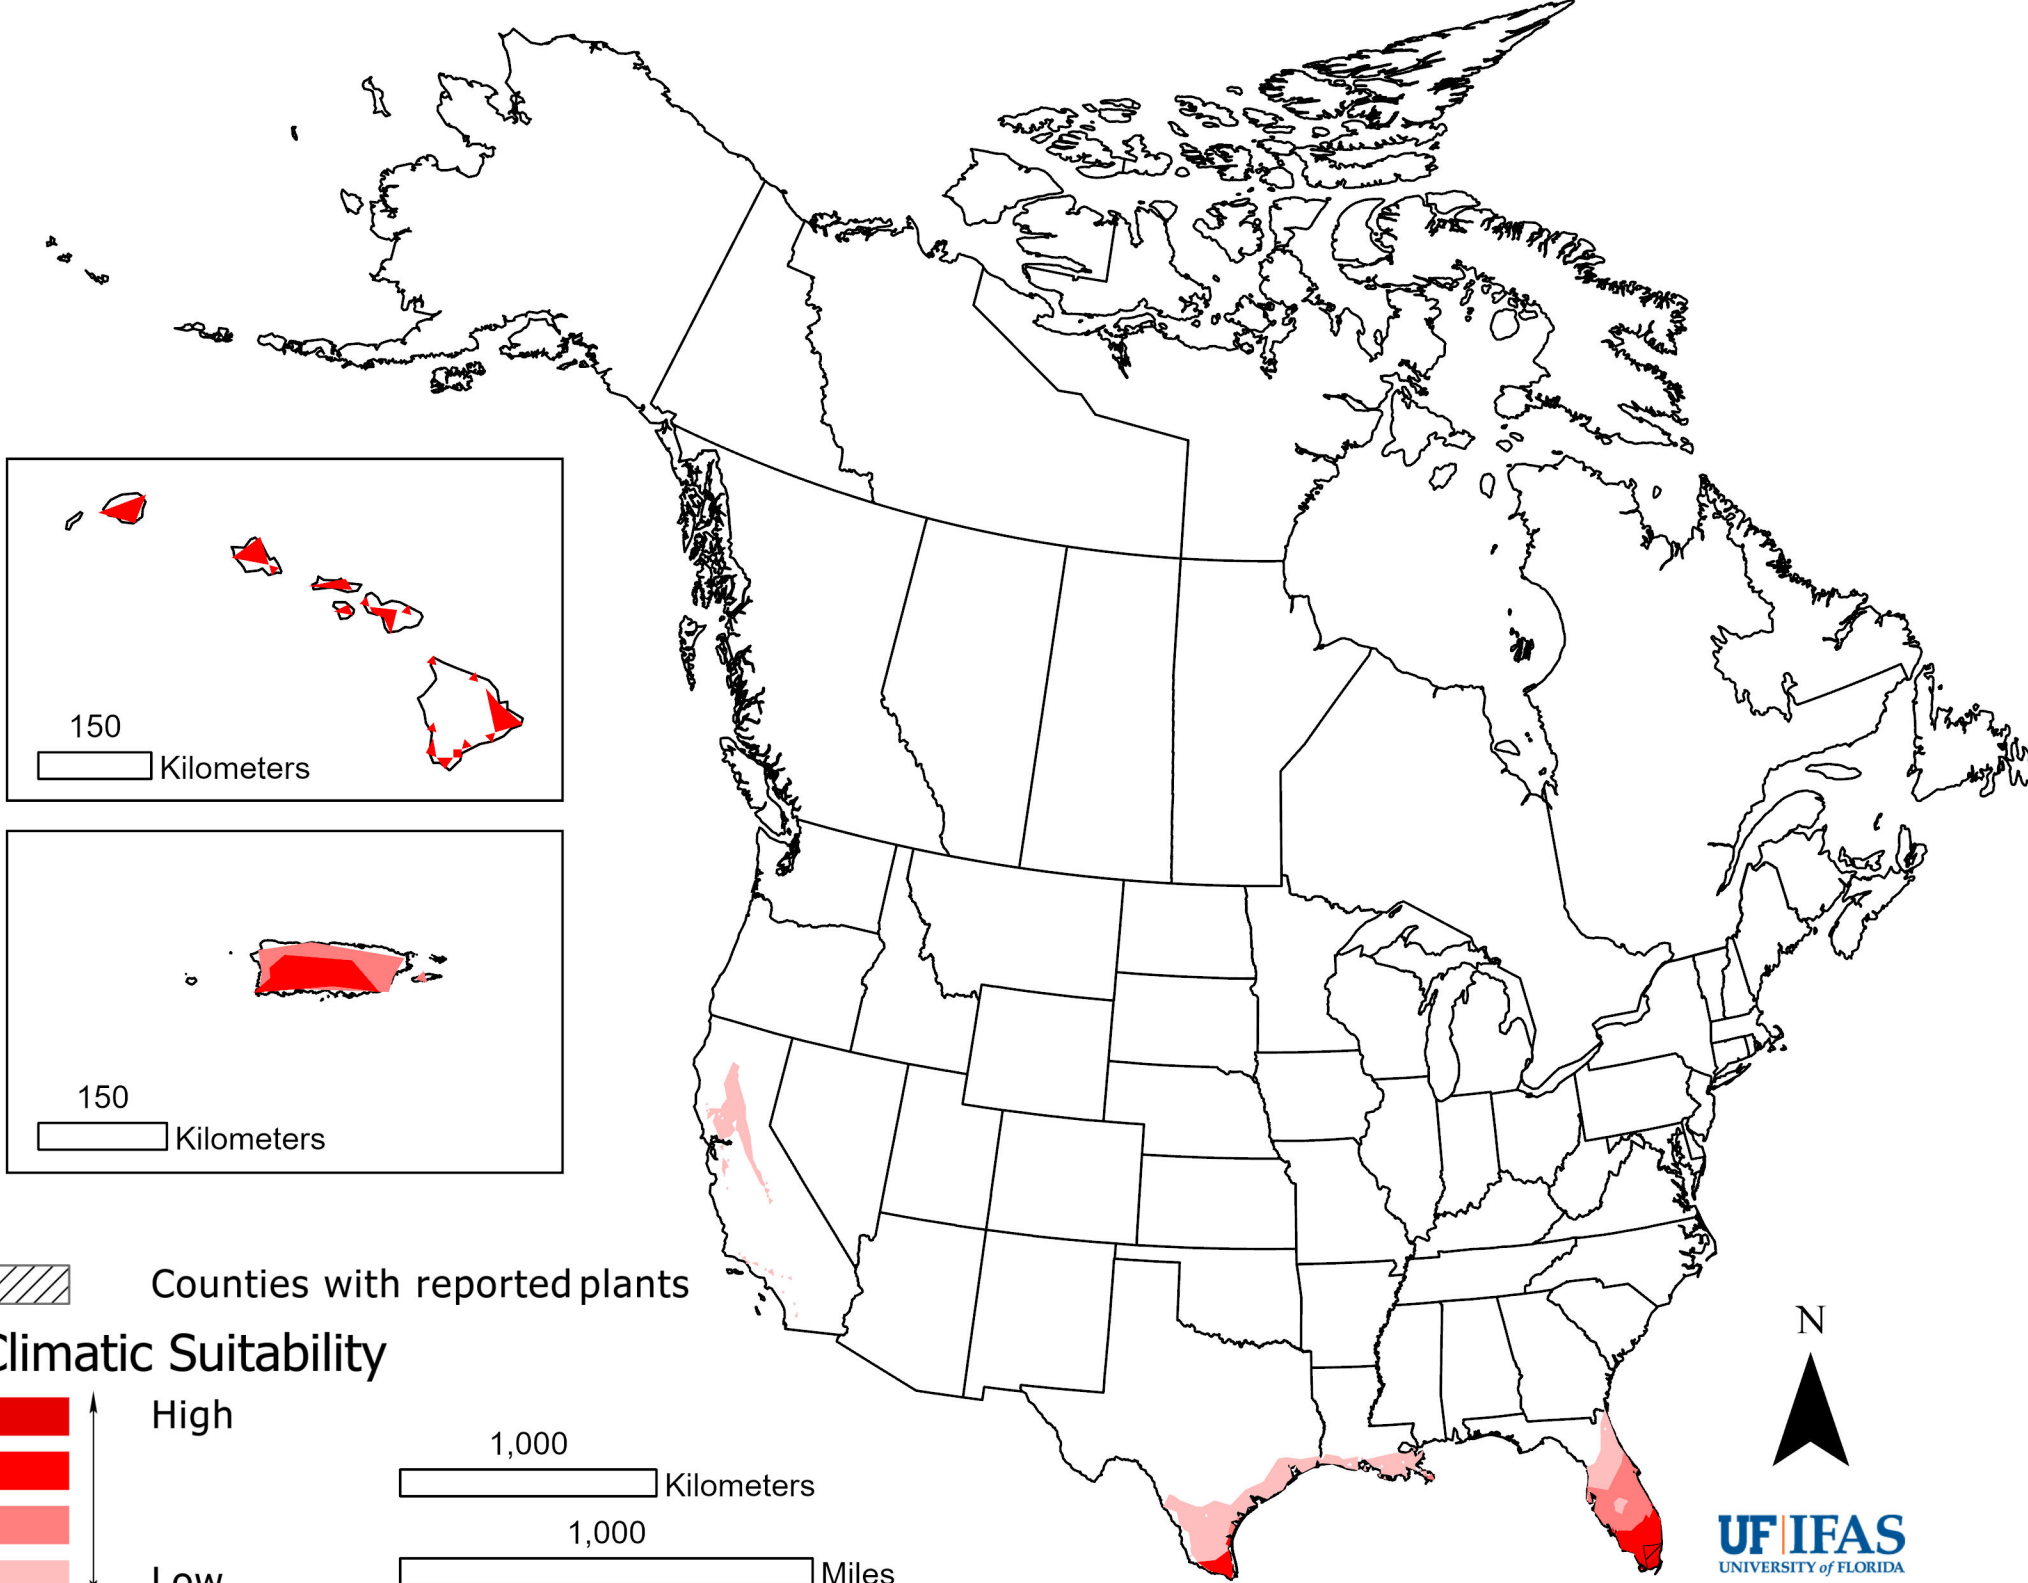 150
Kilometers
150
Kilometers
Counties with reported plants
Climatic Suitability
High
Low
1,000
Kilometers
1,000
Miles
N
UF|IFAS
UNIVERSITY of FLORIDA